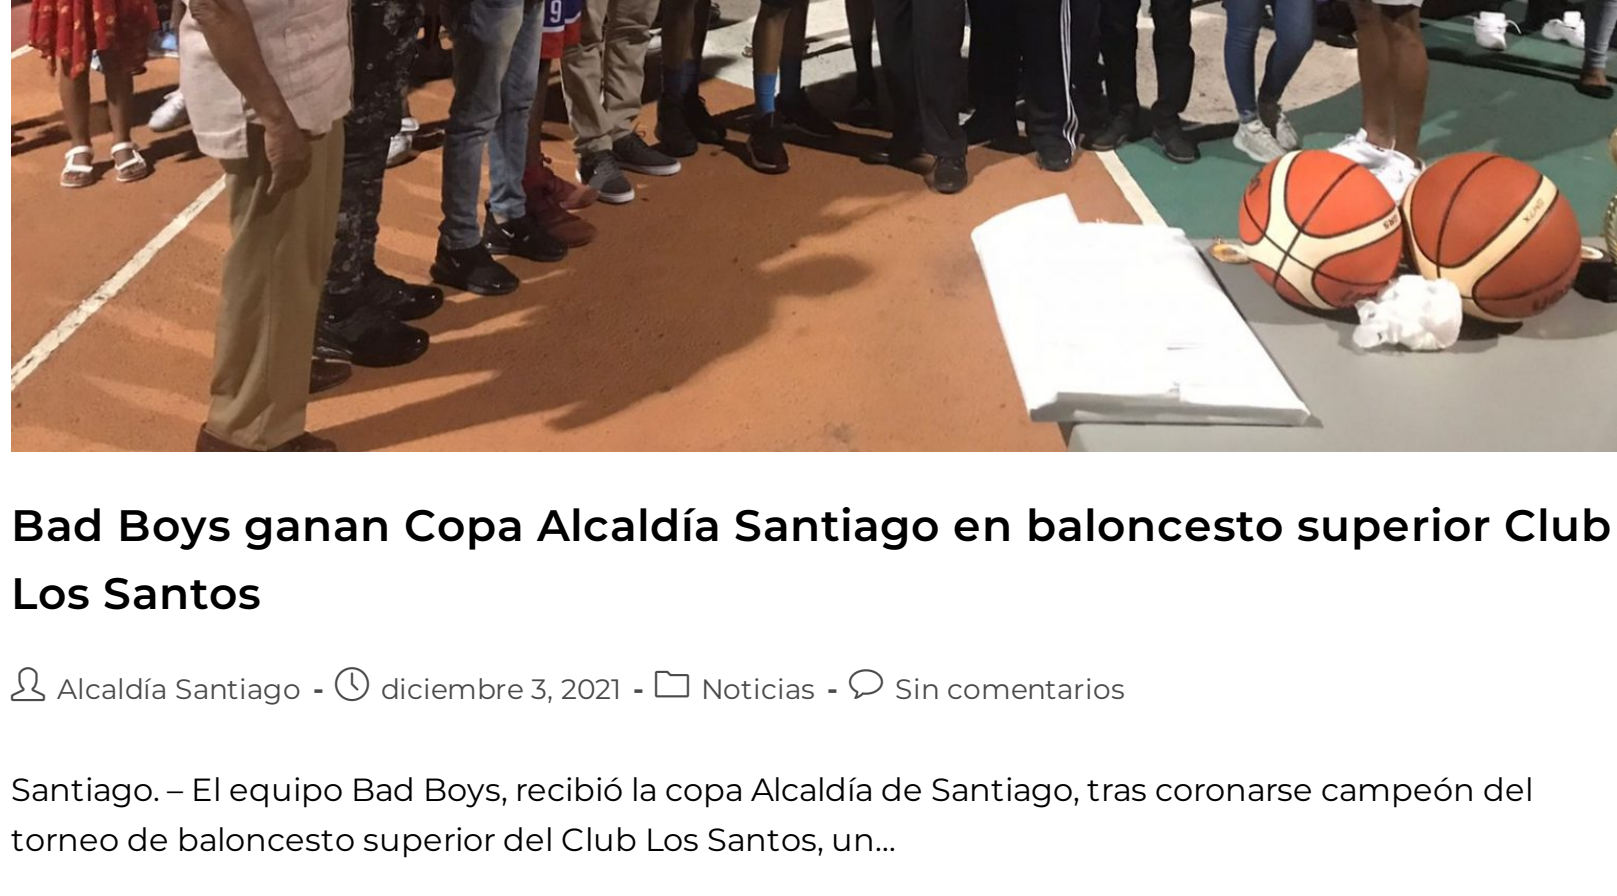 9
Bad Boys ganan Copa Alcaldía Santiago en baloncesto superior Club
Los Santos
Alcaldía Santiago - diciembre 3, 2021 - Noticias - Sin comentarios
Santiago. – El equipo Bad Boys, recibió la copa Alcaldía de Santiago, tras coronarse campeón del
torneo de baloncesto superior del Club Los Santos, un...